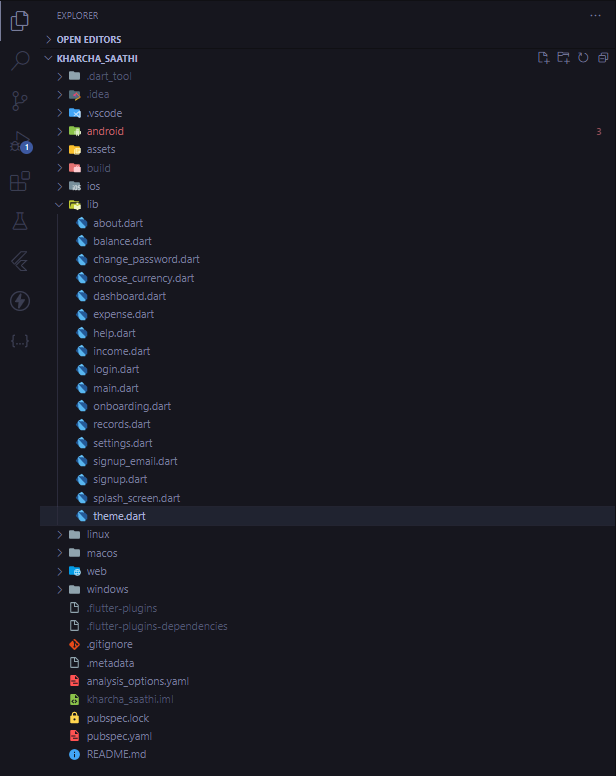 EXPLORER
OPEN EDITORS
KHARCHA_SAATHI
.dart_tool
.idea
.vscode
android 3
assets
1
build
ios
iOS
lib
about.dart
balance.dart
change_password.dart
choose_currency.dart
dashboard.dart
expense.dart
help.dart
income.dart
login.dart
main.dart
onboarding.dart
records.dart
settings.dart
signup_email.dart
signup.dart
splash_screen.dart
theme.dart
linux
macos
web
windows
.flutter-plugins
.flutter-plugins-dependencies
.gitignore
.metadata
analysis_options.yaml
kharcha_saathi.iml
pubspec.lock
pubspec.yaml
README.md